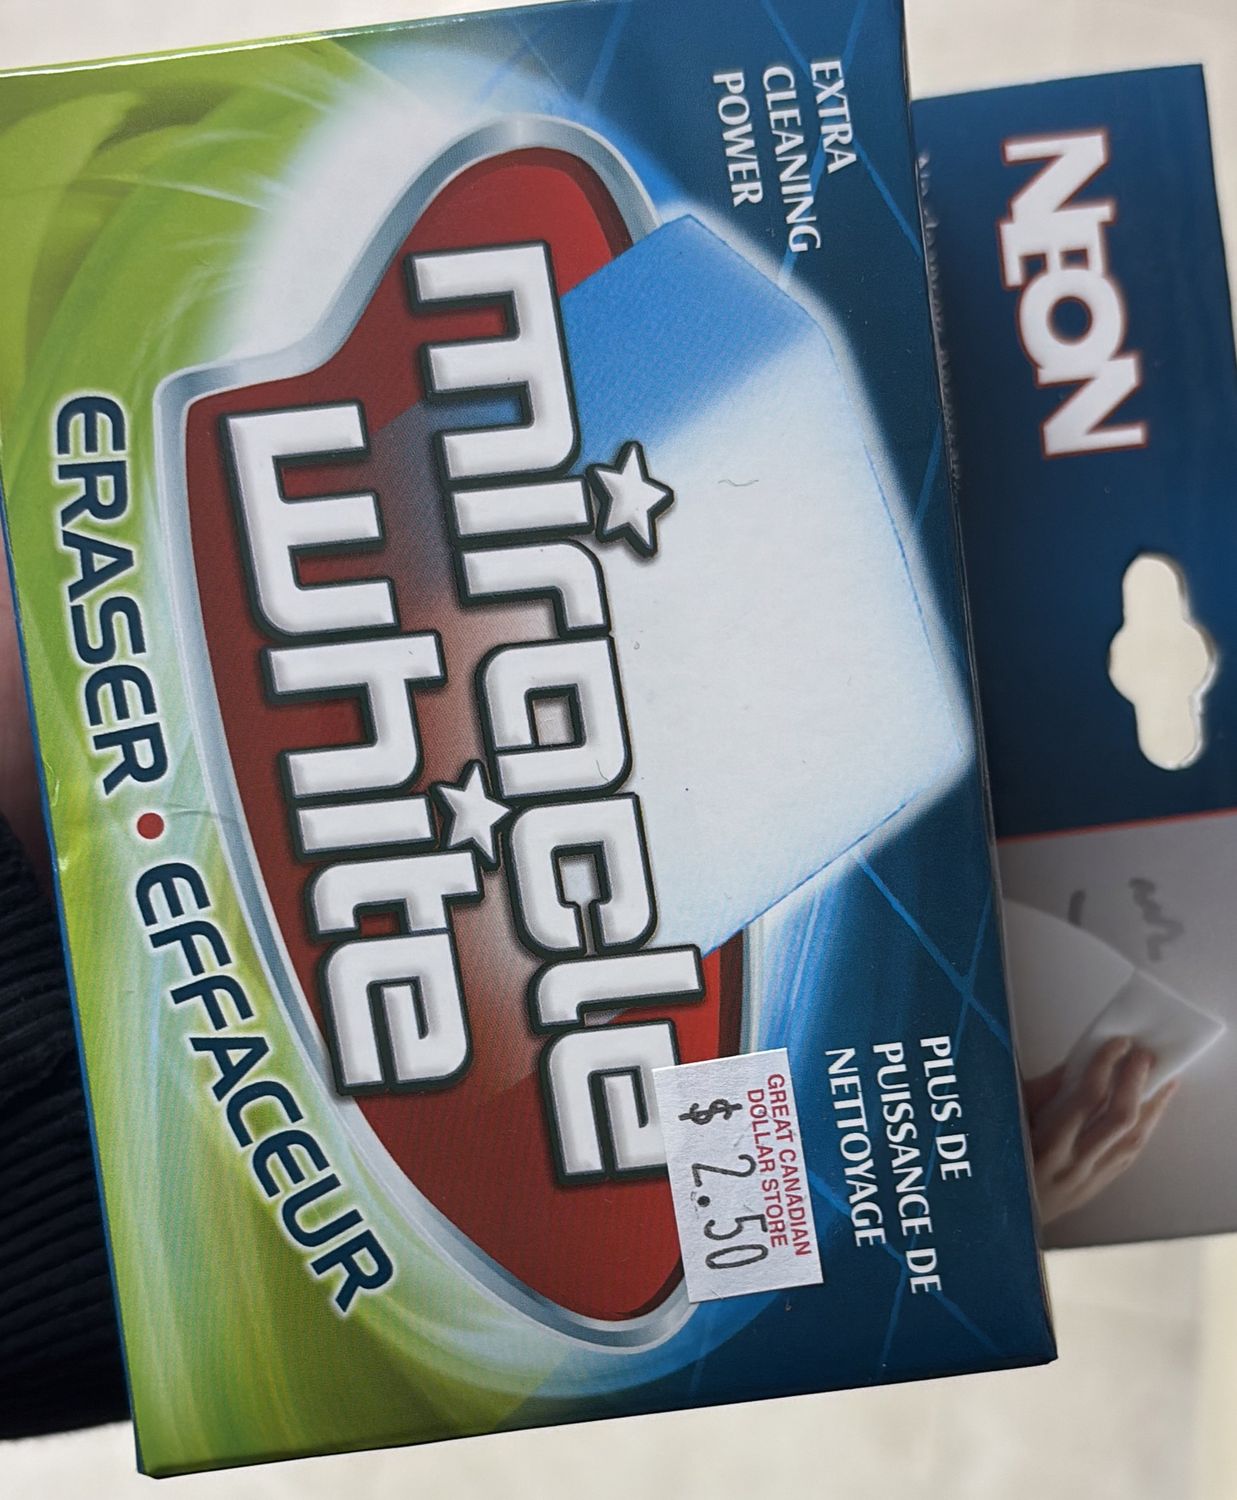 EXTRA
CLEANING
POWER
PLUS DE
PUISSANCE DE
NETTOYAGE
GREAT CANADIAN
DOLLAR STORE
$ 2.50
miracle
white
ERASER • EFFACEUR
NEON